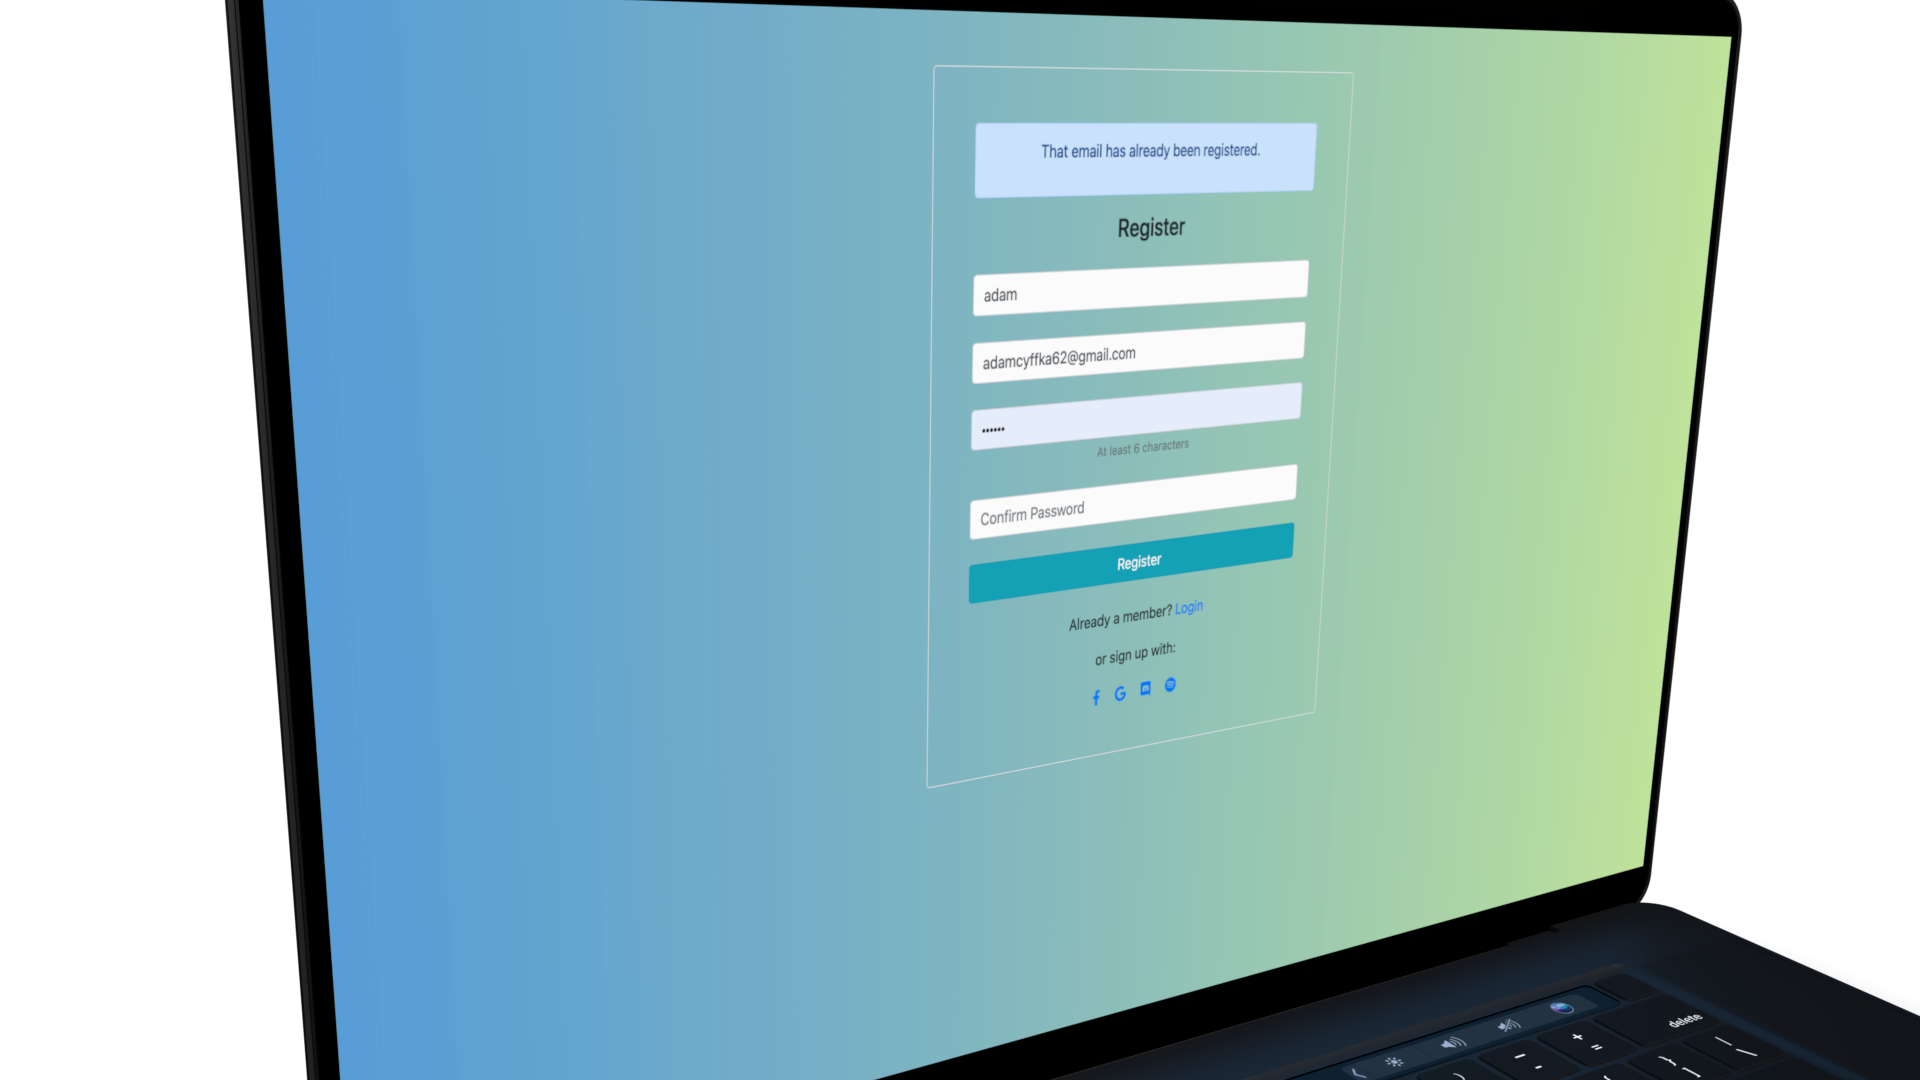 That email has already been registered.
Register
adam
adamcyffka62@gmail.com
••••••
At least 6 characters
Confirm Password
Register
Already a member? Login
or sign up with:
delete